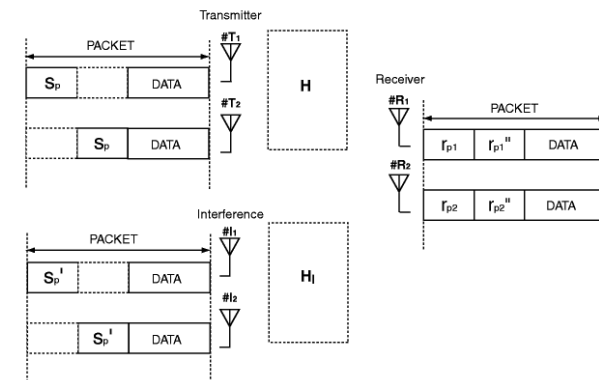 Transmitter
PACKET
#T1
Sp
DATA
H
#T2
Sp
DATA
Receiver
#R1
PACKET
rp1
rp1"
DATA
#R2
rp2
rp2"
DATA
Interference
PACKET
#I1
Sp'
DATA
HI
#I2
Sp'
DATA